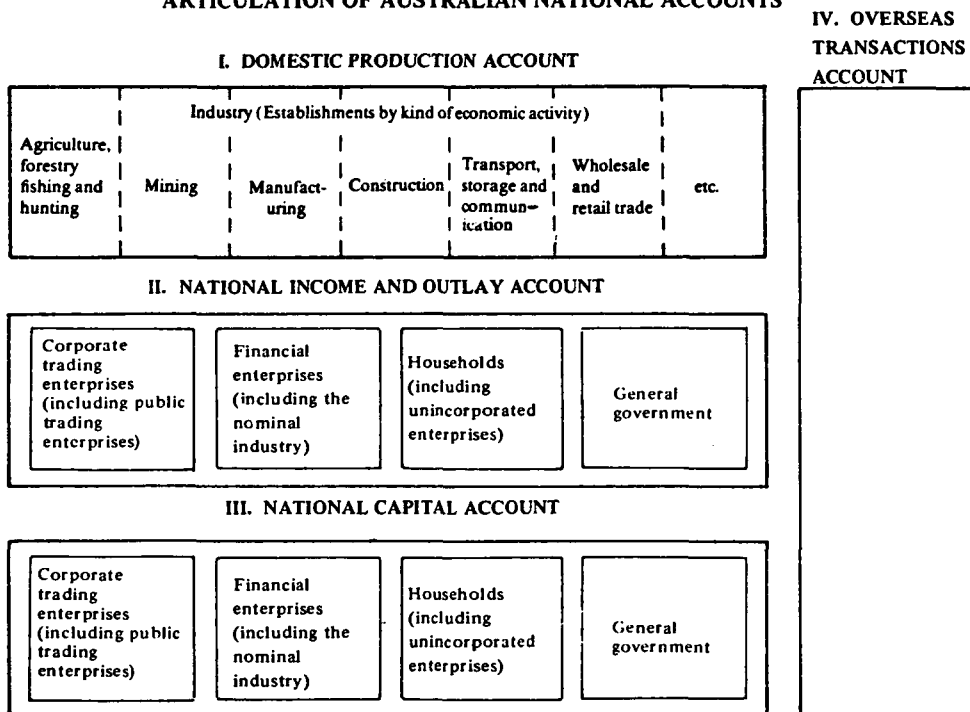 ARTICULATION OF AUSTRALIAN NATIONAL ACCOUNTS
IV. OVERSEAS
TRANSACTIONS
ACCOUNT
I. DOMESTIC PRODUCTION ACCOUNT
Industry (Establishments by kind of economic activity)
Agriculture,
forestry
fishing and
hunting
Mining
Manufact-
uring
Construction
Transport,
storage and
commun-
ication
Wholesale
and
retail trade
etc.
II. NATIONAL INCOME AND OUTLAY ACCOUNT
Corporate
trading
enterprises
(including public
trading
enterprises)
Financial
enterprises
(including the
nominal
industry)
Households
(including
unincorporated
enterprises)
General
government
III. NATIONAL CAPITAL ACCOUNT
Corporate
trading
enterprises
(including public
trading
enterprises)
Financial
enterprises
(including the
nominal
industry)
Households
(including
unincorporated
enterprises)
General
government